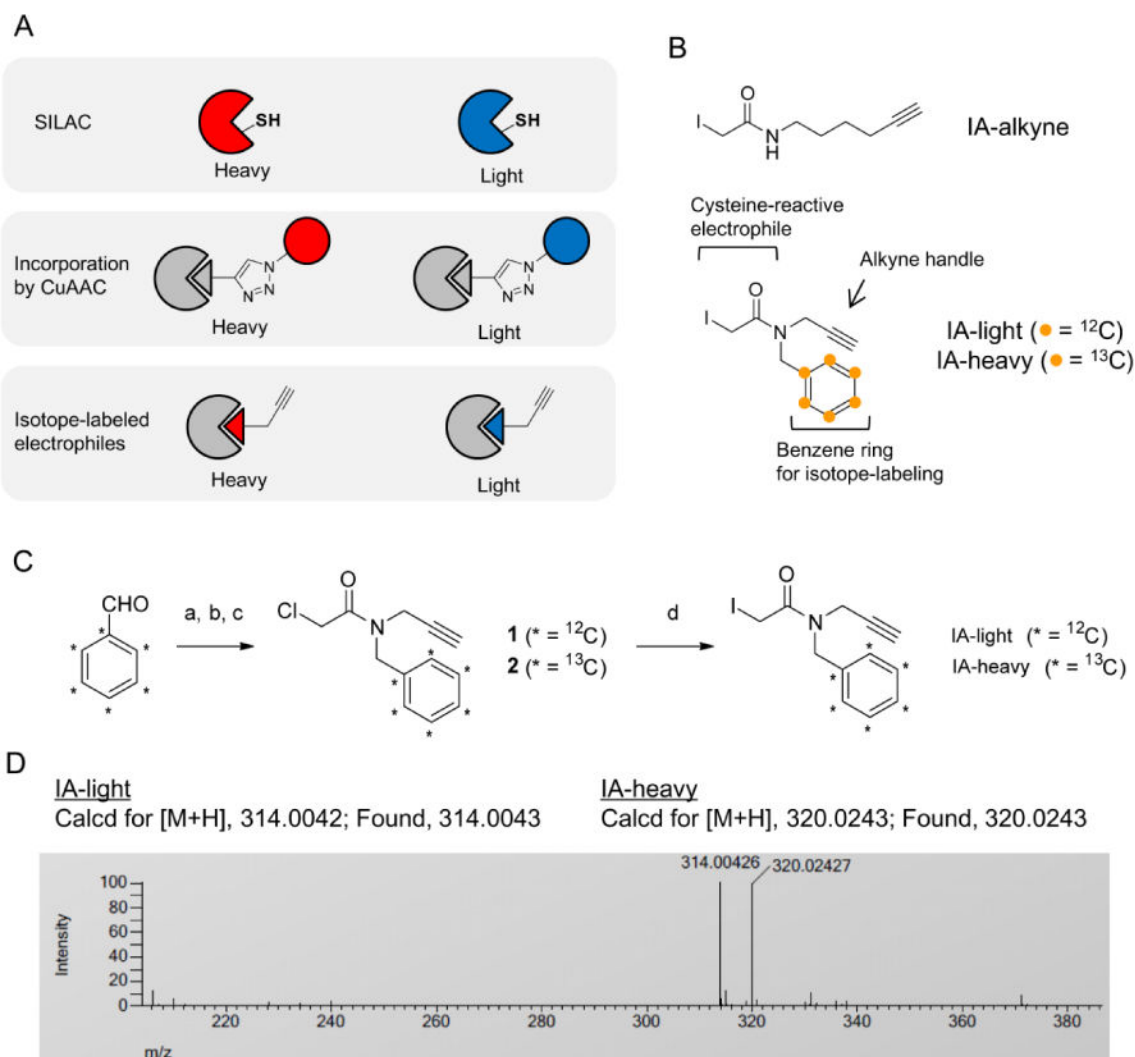 A
SILAC
SH
Heavy
SH
Light
Incorporation
by CuAAC
N
N
N
Heavy
N
N
N
Light
Isotope-labeled
electrophiles
Heavy
Light
B
O
I
N
H
IA-alkyne
Cysteine-reactive
electrophile
Alkyne handle
O
I
N
IA-light (● = ¹²C)
IA-heavy (● = ¹³C)
Benzene ring
for isotope-labeling
C
CHO
* * * * * *
a, b, c
O
Cl
N
* * * * * *
1 (* = ¹²C)
2 (* = ¹³C)
d
O
I
N
* * * * * *
IA-light (* = ¹²C)
IA-heavy (* = ¹³C)
D
IA-light
Calcd for [M+H], 314.0042; Found, 314.0043
IA-heavy
Calcd for [M+H], 320.0243; Found, 320.0243
314.00426
320.02427
Intensity
100
80
60
40
20
0
220 240 260 280 300 320 340 360 380
m/z